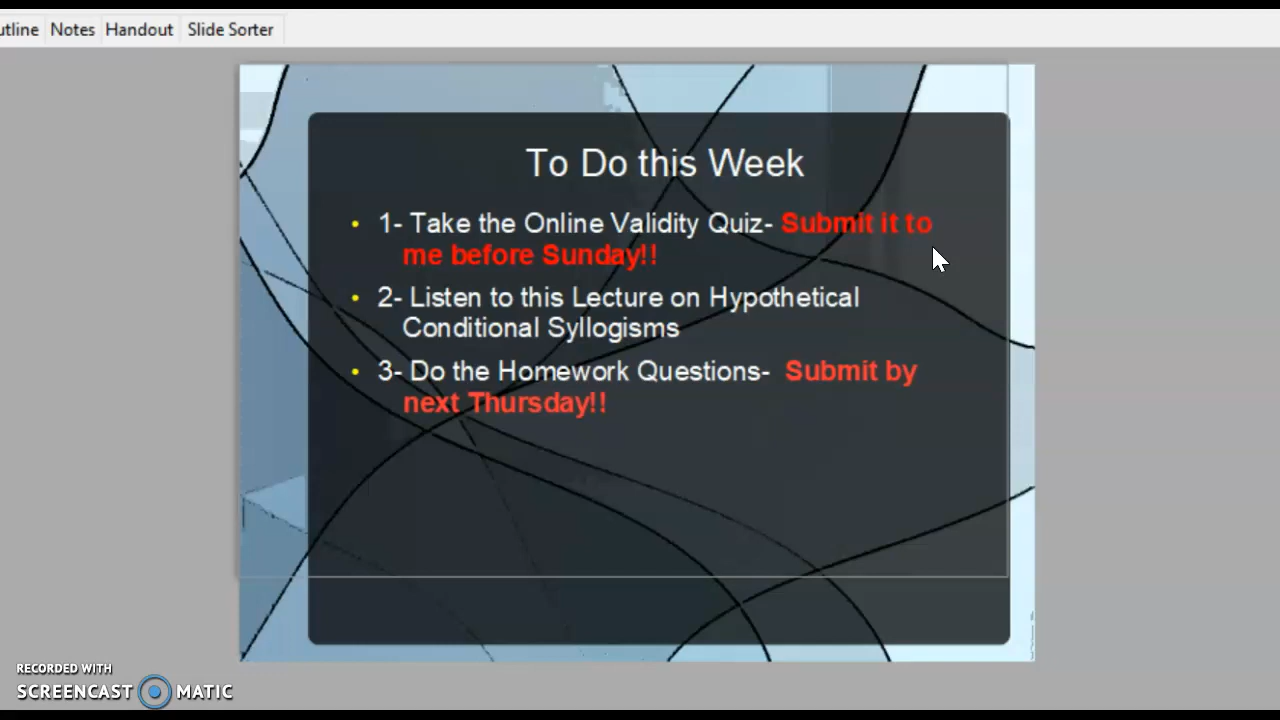 Notes Handout Slide Sorter
To Do this Week
• 1- Take the Online Validity Quiz- Submit it to
me before Sunday!!
• 2- Listen to this Lecture on Hypothetical
Conditional Syllogisms
• 3- Do the Homework Questions- Submit by
next Thursday!!
RECORDED WITH
SCREENCAST MATIC